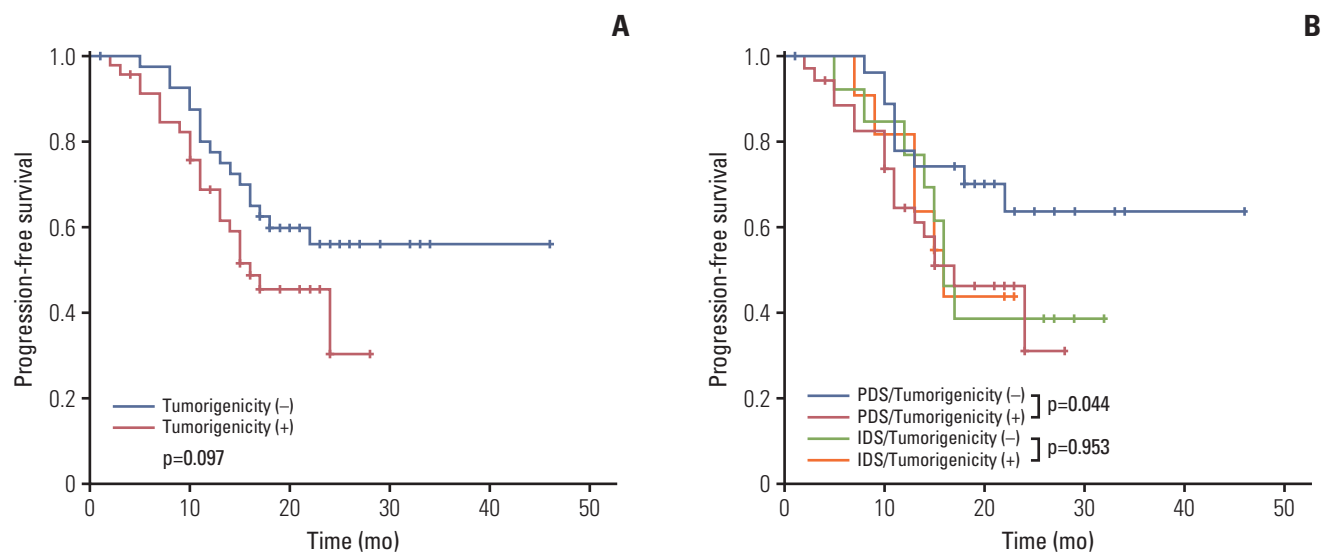 A
1.0
0.8
0.6
0.4
0.2
0
Progression-free survival
Tumorigenicity (–)
Tumorigenicity (+)
p=0.097
0 10 20 30 40 50
Time (mo)
B
1.0
0.8
0.6
0.4
0.2
0
Progression-free survival
PDS/Tumorigenicity (–)
PDS/Tumorigenicity (+)
p=0.044
IDS/Tumorigenicity (–)
IDS/Tumorigenicity (+)
p=0.953
0 10 20 30 40 50
Time (mo)